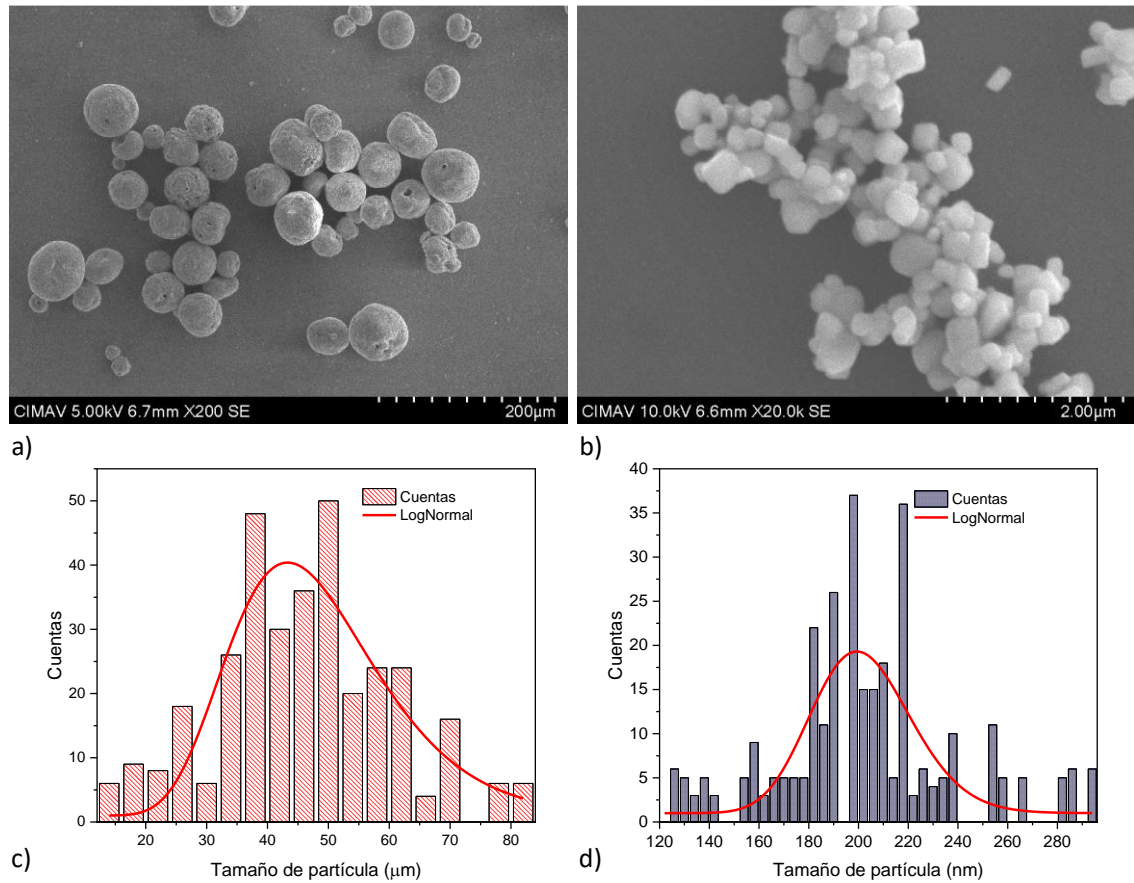 CIMAV 5.00kV 6.7mm X200 SE 200µm
CIMAV 10.0kV 6.6mm X20.0k SE 2.00µm
a)
b)
50
40
30
20
10
0
Cuentas
Cuentas
LogNormal
20 30 40 50 60 70 80
Tamaño de partícula (µm)
c)
40
35
30
25
20
15
10
5
0
Cuentas
Cuentas
LogNormal
120 140 160 180 200 220 240 260 280
Tamaño de partícula (nm)
d)